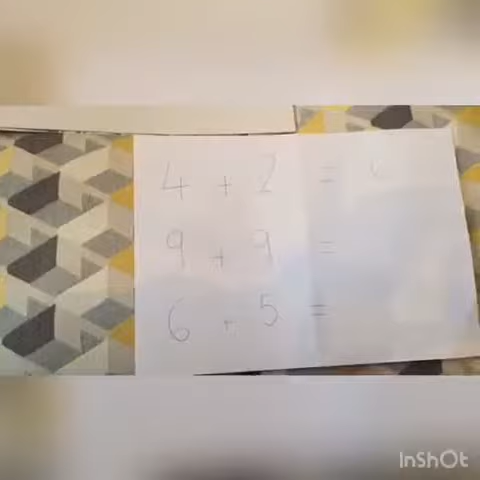 4 + 2 =
9 + 9 =
6 + 5 =
InShOt